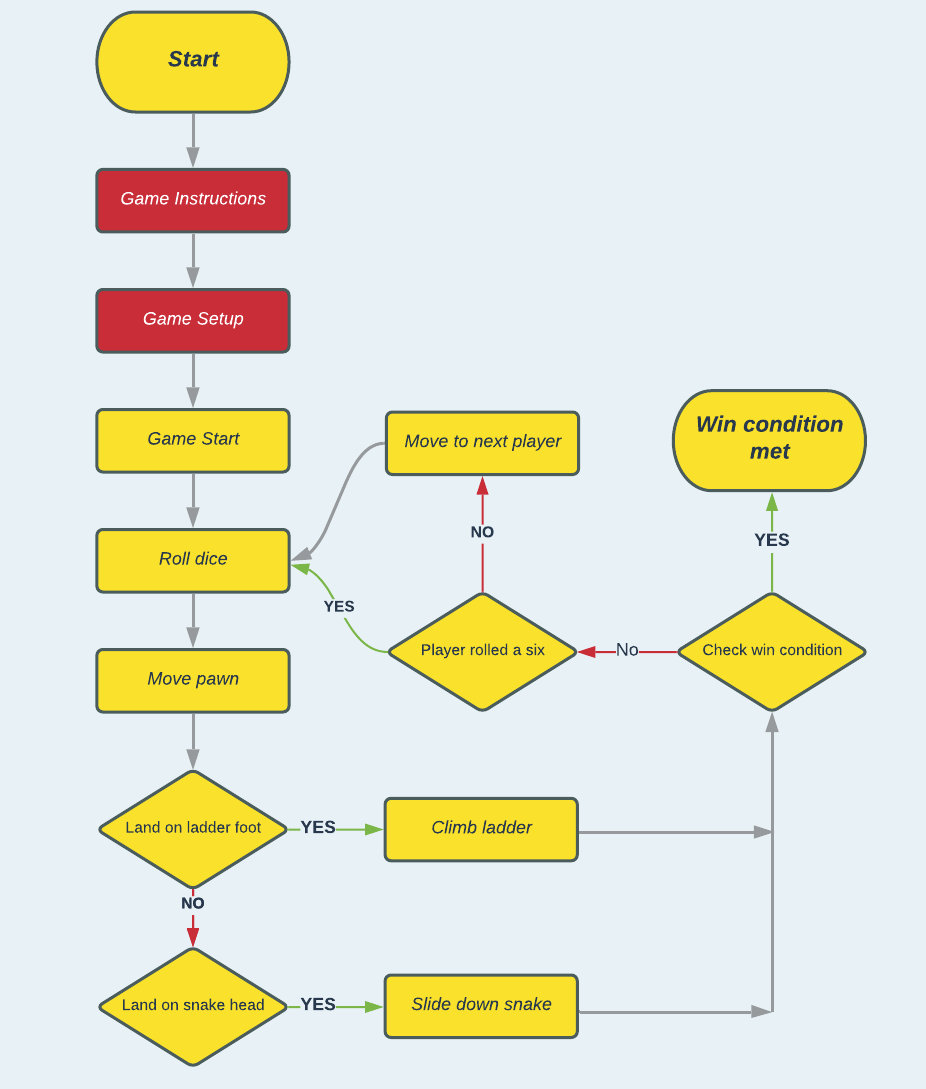 Start
Game Instructions
Game Setup
Game Start
Move to next player
Win condition
met
NO
YES
Roll dice
YES
Player rolled a six
No
Check win condition
Move pawn
Land on ladder foot
YES
Climb ladder
NO
Land on snake head
YES
Slide down snake